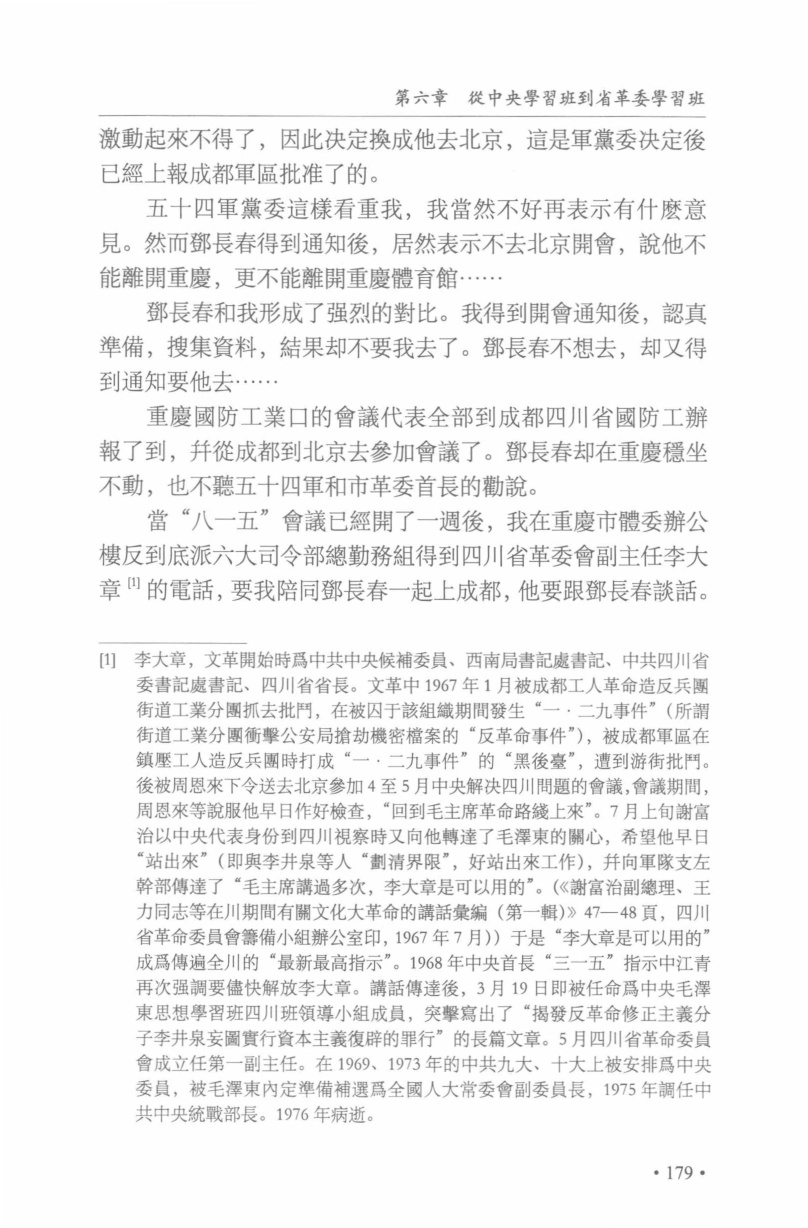 第六章　從中央學習班到省革委學習班
激動起來不得了，因此決定換成他去北京，這是軍黨委決定後
已經上報成都軍區批准了的。
五十四軍黨委這樣看重我，我當然不好再表示有什麽意
見。然而鄧長春得到通知後，居然表示不去北京開會，說他不
能離開重慶，更不能離開重慶體育館……
鄧長春和我形成了强烈的對比。我得到開會通知後，認真
準備，搜集資料，結果却不要我去了。鄧長春不想去，却又得
到通知要他去……
重慶國防工業口的會議代表全部到成都四川省國防工辦
報了到，幷從成都到北京去參加會議了。鄧長春却在重慶穩坐
不動，也不聽五十四軍和市革委首長的勸說。
當“八一五”會議已經開了一週後，我在重慶市體委辦公
樓反到底派六大司令部總勤務組得到四川省革委會副主任李大
章 [1] 的電話，要我陪同鄧長春一起上成都，他要跟鄧長春談話。
[1] 李大章，文革開始時爲中共中央候補委員、西南局書記處書記、中共四川省
委書記處書記、四川省省長。文革中 1967 年 1 月被成都工人革命造反兵團
街道工業分團抓去批鬥，在被囚于該組織期間發生“一 · 二九事件”（所謂
街道工業分團衝擊公安局搶劫機密檔案的“反革命事件”），被成都軍區在
鎮壓工人造反兵團時打成“一 · 二九事件”的“黑後臺”，遭到游街批鬥。
後被周恩來下令送去北京參加 4 至 5 月中央解决四川問題的會議，會議期間，
周恩來等說服他早日作好檢查，“回到毛主席革命路綫上來”。7 月上旬謝富
治以中央代表身份到四川視察時又向他轉達了毛澤東的關心，希望他早日
“站出來”（即與李井泉等人“劃清界限”，好站出來工作），幷向軍隊支左
幹部傳達了“毛主席講過多次，李大章是可以用的”。（《謝富治副總理、王
力同志等在川期間有關文化大革命的講話彙編（第一輯）》47—48 頁，四川
省革命委員會籌備小組辦公室印，1967 年 7 月））于是“李大章是可以用的”
成爲傳遍全川的“最新最高指示”。1968 年中央首長“三一五”指示中江青
再次强調要儘快解放李大章。講話傳達後，3 月 19 日即被任命爲中央毛澤
東思想學習班四川班領導小組成員，突擊寫出了“揭發反革命修正主義分
子李井泉妄圖實行資本主義復辟的罪行”的長篇文章。5 月四川省革命委員
會成立任第一副主任。在 1969、1973 年的中共九大、十大上被安排爲中央
委員，被毛澤東內定準備補選爲全國人大常委會副委員長，1975 年調任中
共中央統戰部長。1976 年病逝。
· 179 ·